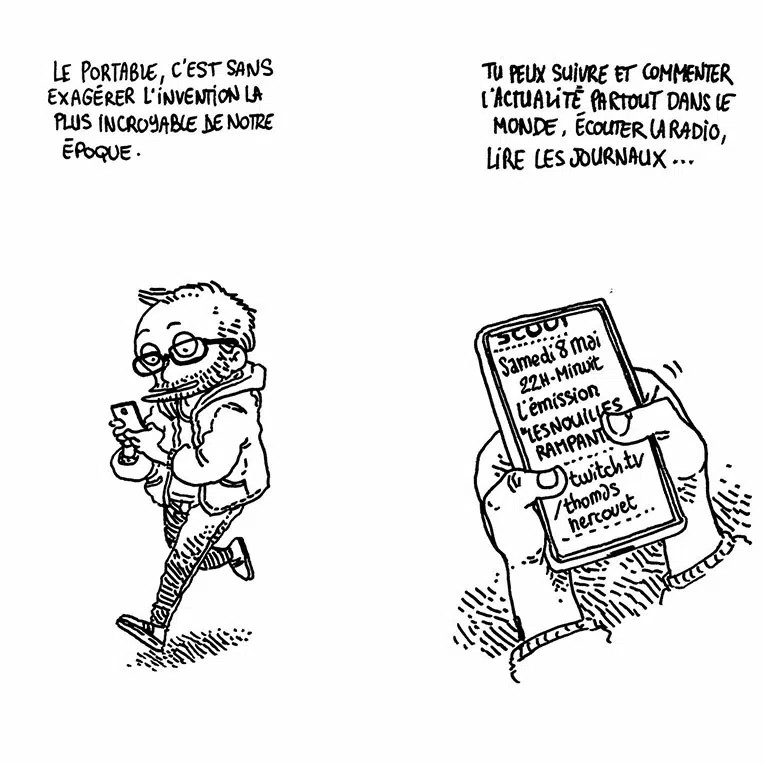 LE PORTABLE, C'EST SANS
EXAGÉRER L'INVENTION LA
PLUS INCROYABLE DE NOTRE
ÉPOQUE.
TU PEUX SUIVRE ET COMMENTER
L'ACTUALITÉ PARTOUT DANS LE
MONDE, ÉCOUTER LA RADIO,
LIRE LES JOURNAUX...
SCOOP
Samedi 8 mai
22H-Minuit
L'émission
"LES NOUILLES
RAMPANT
twitch.tv
/thomas
hercouet